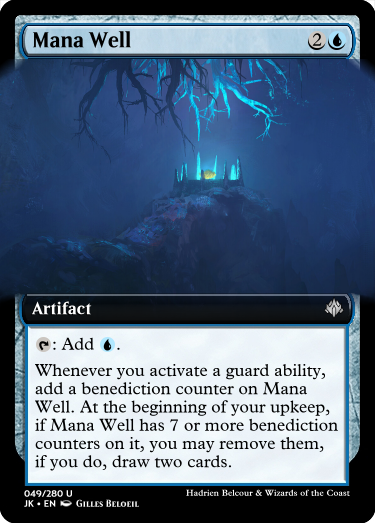 Mana Well 2
Artifact
: Add .
Whenever you activate a guard ability,
add a benediction counter on Mana
Well. At the beginning of your upkeep,
if Mana Well has 7 or more benediction
counters on it, you may remove them,
if you do, draw two cards.
049/280 U
Hadrien Belcour & Wizards of the Coast
JK • EN Gilles Beloeil